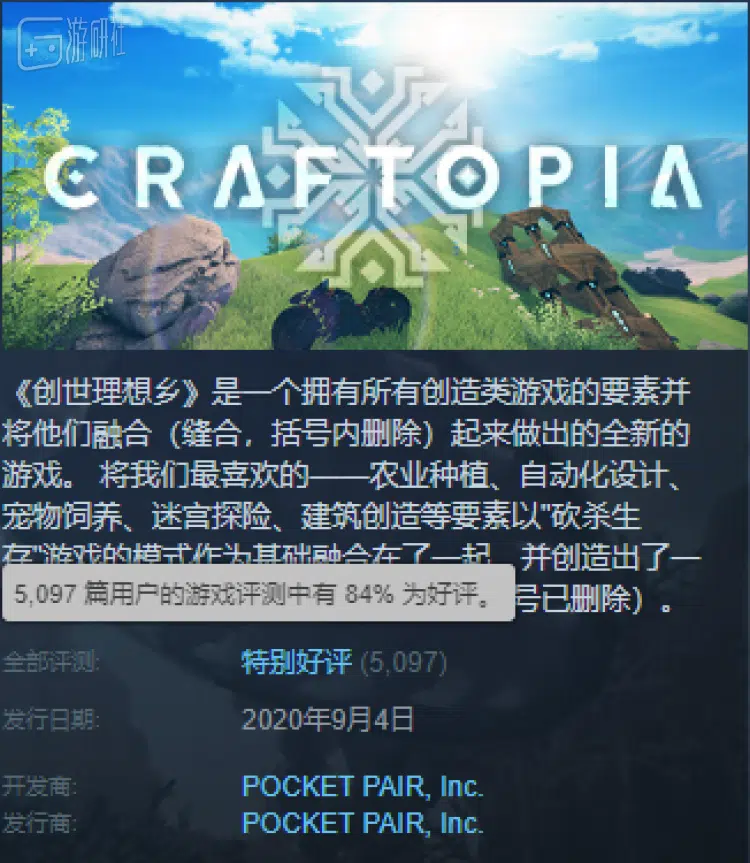 游研社
CRAFTOPIA
《创世理想乡》是一个拥有所有创造类游戏的要素并
将他们融合（缝合，括号内删除）起来做出的全新的
游戏。 将我们最喜欢的——农业种植、自动化设计、
宠物饲养、迷宫探险、建筑创造等要素以"砍杀生
存"游戏的模式作为基础融合在了一起，并创造出了一
5,097 篇用户的游戏评测中有 84% 为好评。
号已删除）。
全部评测:
特别好评 (5,097)
发行日期:
2020年9月4日
开发商:
POCKET PAIR, Inc.
发行商:
POCKET PAIR, Inc.